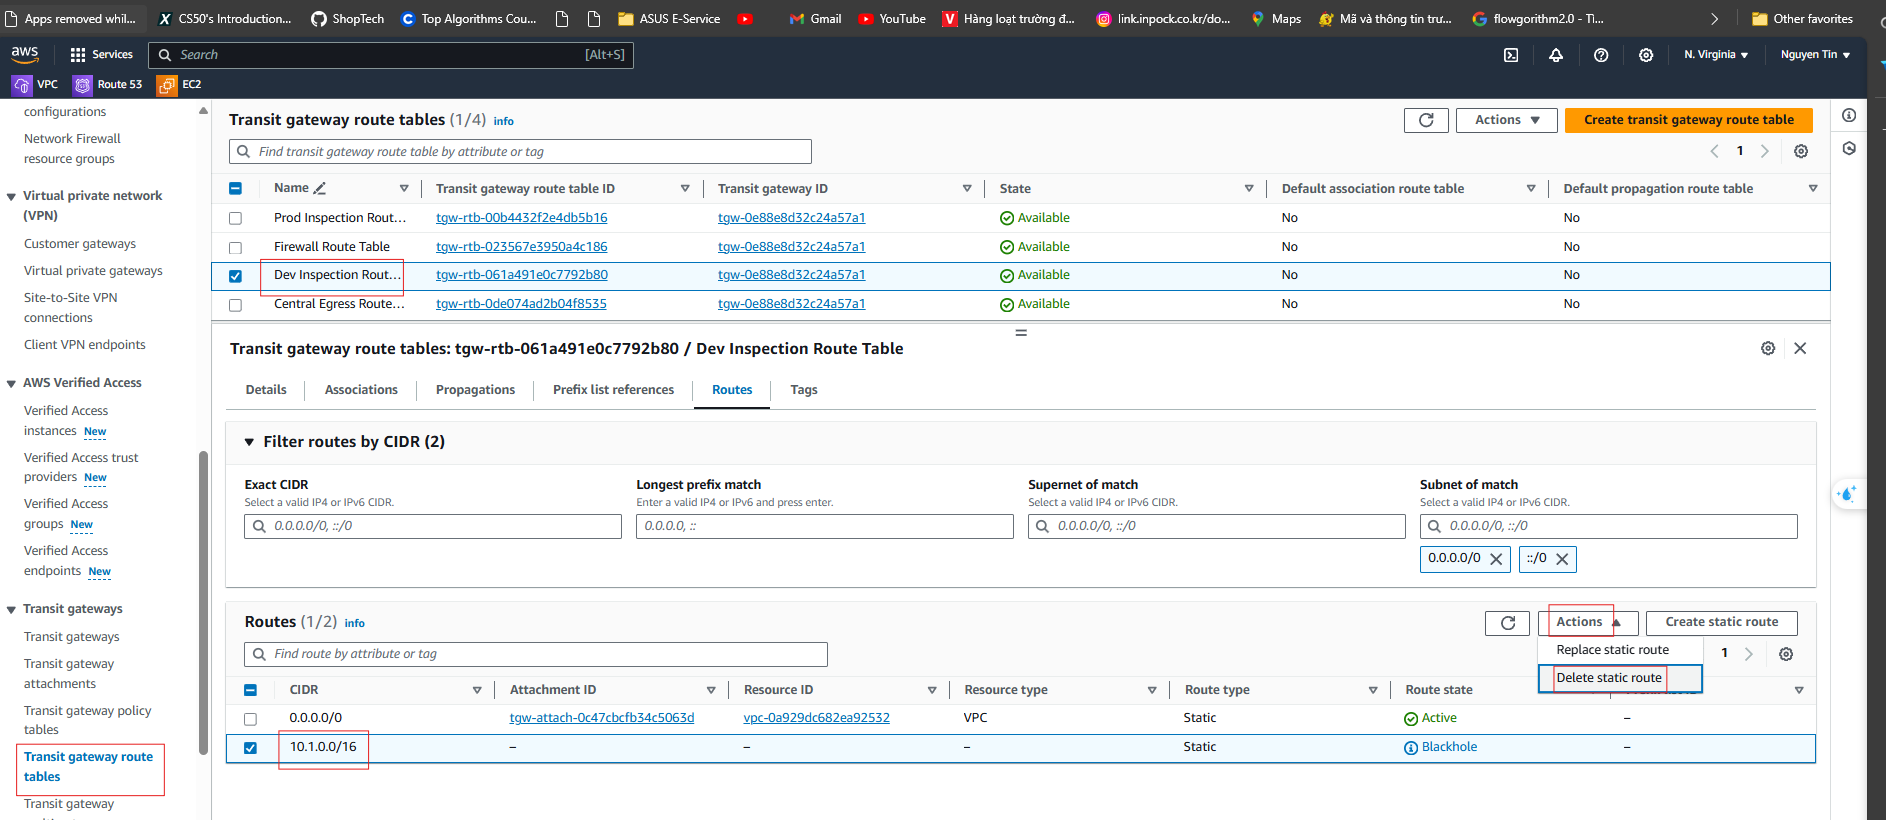 Apps removed whil...
CS50's Introduction...
ShopTech
Top Algorithms Cou...
ASUS E-Service
Gmail
YouTube
Hàng loạt trường đ...
link.inpock.co.kr/do...
Maps
Mã và thông tin trư...
Other favorites
aws
Services
Search
[Alt+S]
N. Virginia
Nguyen Tin
VPC
Route 53
EC2
configurations
Network Firewall
resource groups
Virtual private network
(VPN)
Customer gateways
Virtual private gateways
Site-to-Site VPN
connections
Client VPN endpoints
AWS Verified Access
Verified Access
instances New
Verified Access trust
providers New
Verified Access
groups New
Verified Access
endpoints New
Transit gateways
Transit gateways
Transit gateway
attachments
Transit gateway policy
tables
Transit gateway route
tables
Transit gateway
Transit gateway route tables (1/4) info
Actions
Create transit gateway route table
Find transit gateway route table by attribute or tag
1
Name Transit gateway route table ID Transit gateway ID State Default association route table Default propagation route table
Prod Inspection Rout... tgw-rtb-00b4432f2e4db5b16 tgw-0e88e8d32c24a57a1 Available No No
Firewall Route Table tgw-rtb-023567e3950a4c186 tgw-0e88e8d32c24a57a1 Available No No
Dev Inspection Rout... tgw-rtb-061a491e0c7792b80 tgw-0e88e8d32c24a57a1 Available No No
Central Egress Route... tgw-rtb-0de074ad2b04f8535 tgw-0e88e8d32c24a57a1 Available No No
Transit gateway route tables: tgw-rtb-061a491e0c7792b80 / Dev Inspection Route Table
Details Associations Propagations Prefix list references Routes Tags
Filter routes by CIDR (2)
Exact CIDR Longest prefix match Supernet of match Subnet of match
Select a valid IP4 or IPv6 CIDR. Enter a valid IP4 or IPv6 and press enter. Select a valid IP4 or IPv6 CIDR. Select a valid IP4 or IPv6 CIDR.
0.0.0.0/0, ::/0 0.0.0.0, :: 0.0.0.0/0, ::/0 0.0.0.0/0, ::/0
0.0.0.0/0 ::/0
Routes (1/2) info
Actions
Create static route
Replace static route
Delete static route
Find route by attribute or tag
1
CIDR Attachment ID Resource ID Resource type Route type Route state
0.0.0.0/0 tgw-attach-0c47cbcfb34c5063d vpc-0a929dc682ea92532 VPC Static Active –
10.1.0.0/16 – – – Static Blackhole –